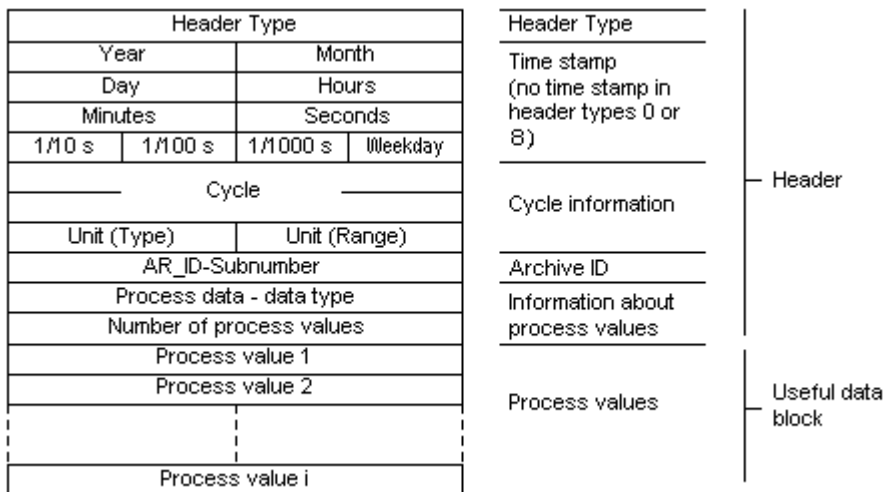 Header Type
Year Month
Day Hours
Minutes Seconds
1/10 s 1/100 s 1/1000 s Weekday
Cycle
Unit (Type) Unit (Range)
AR_ID-Subnumber
Process data - data type
Number of process values
Process value 1
Process value 2
Process value i
Header Type
Time stamp
(no time stamp in
header types 0 or
8)
Cycle information
Archive ID
Information about
process values
Process values
Header
Useful data
block